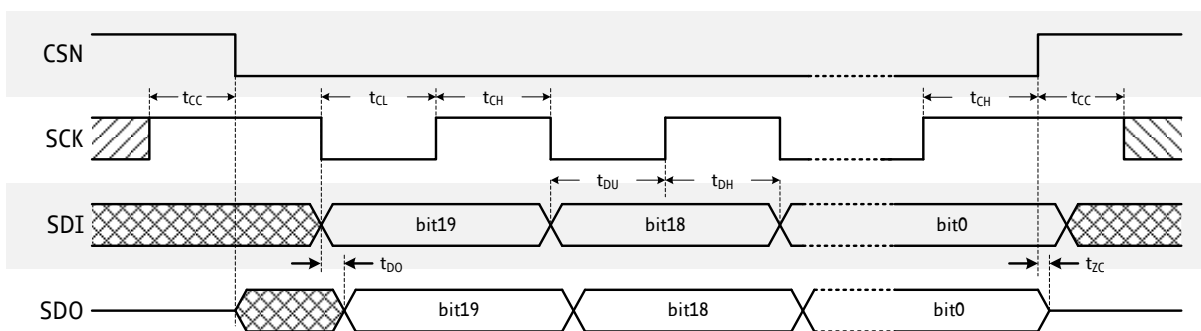 CSN
tCC tCL tCH tCH tCC
SCK
tDU tDH
SDI bit19 bit18 bit0
tDO tZC
SDO bit19 bit18 bit0